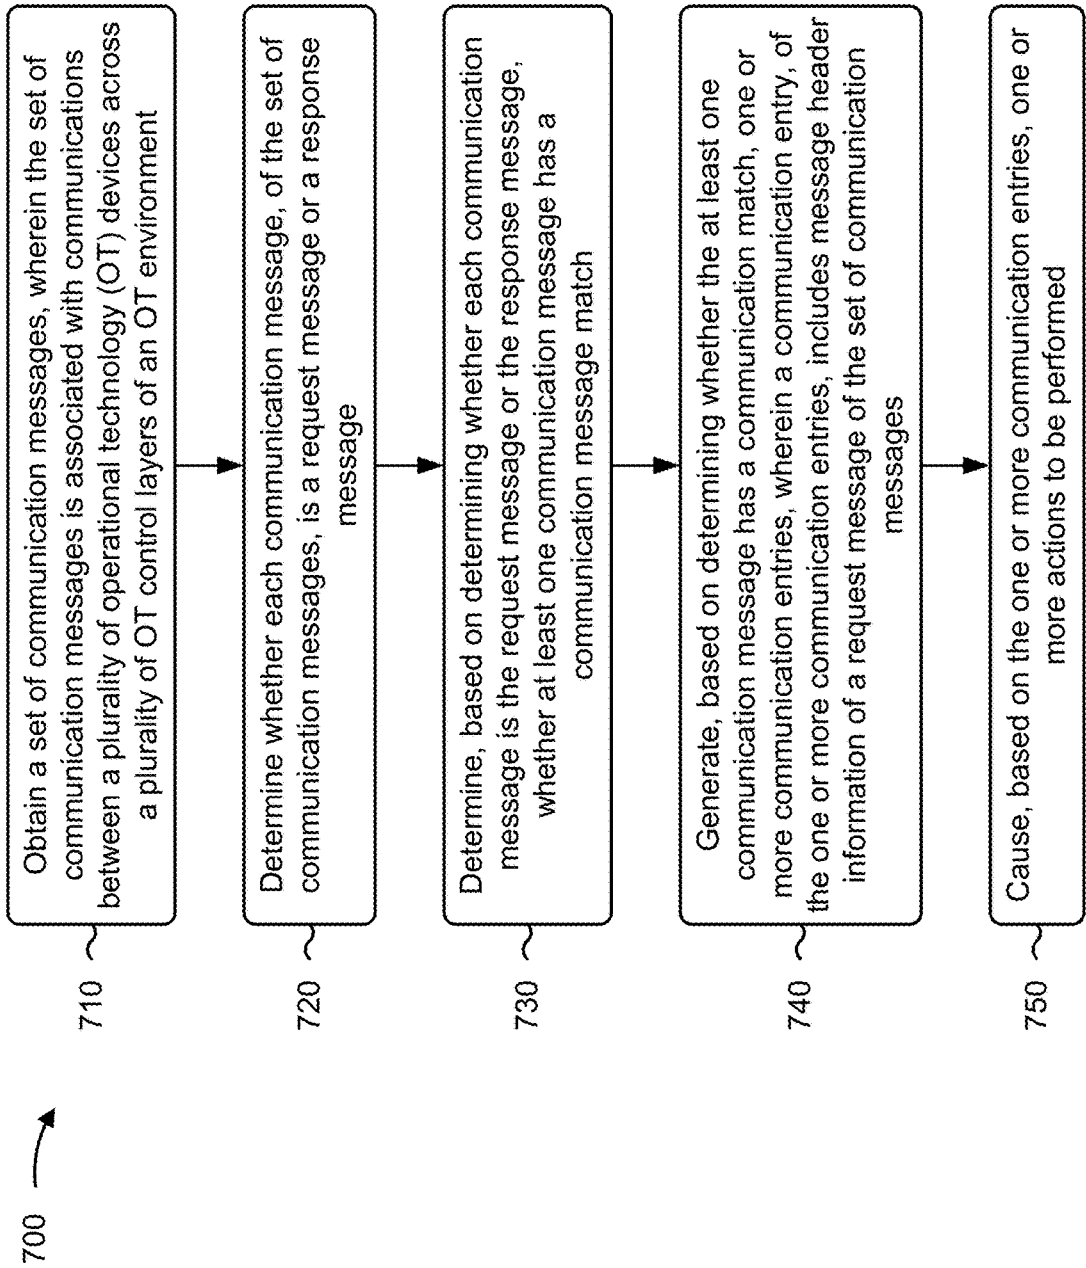 700
710
Obtain a set of communication messages, wherein the set of
communication messages is associated with communications
between a plurality of operational technology (OT) devices across
a plurality of OT control layers of an OT environment
720
Determine whether each communication message, of the set of
communication messages, is a request message or a response
message
730
Determine, based on determining whether each communication
message is the request message or the response message,
whether at least one communication message has a
communication message match
740
Generate, based on determining whether the at least one
communication message has a communication match, one or
more communication entries, wherein a communication entry, of
the one or more communication entries, includes message header
information of a request message of the set of communication
messages
750
Cause, based on the one or more communication entries, one or
more actions to be performed